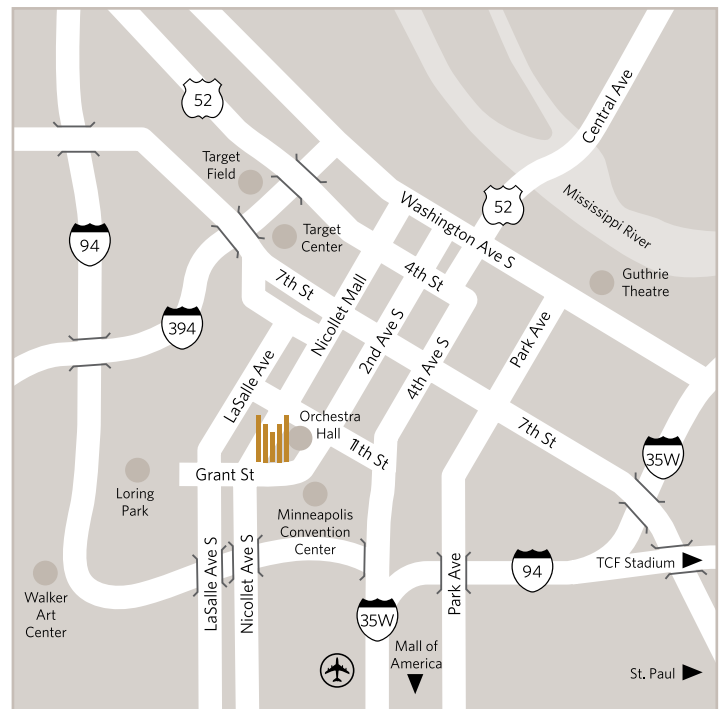 52
Central Ave
Target
Field
52
Mississippi River
Washington Ave S
94
Target
Center
4th St
Guthrie
Theatre
7th St
394
Nicollet Mall
2nd Ave S
4th Ave S
Park Ave
LaSalle Ave
Orchestra
Hall
7th St
11th St
35W
Grant St
Loring
Park
Minneapolis
Convention
Center
LaSalle Ave S
Nicollet Ave S
Park Ave
94
TCF Stadium
Walker
Art
Center
35W
Mall of
America
St. Paul